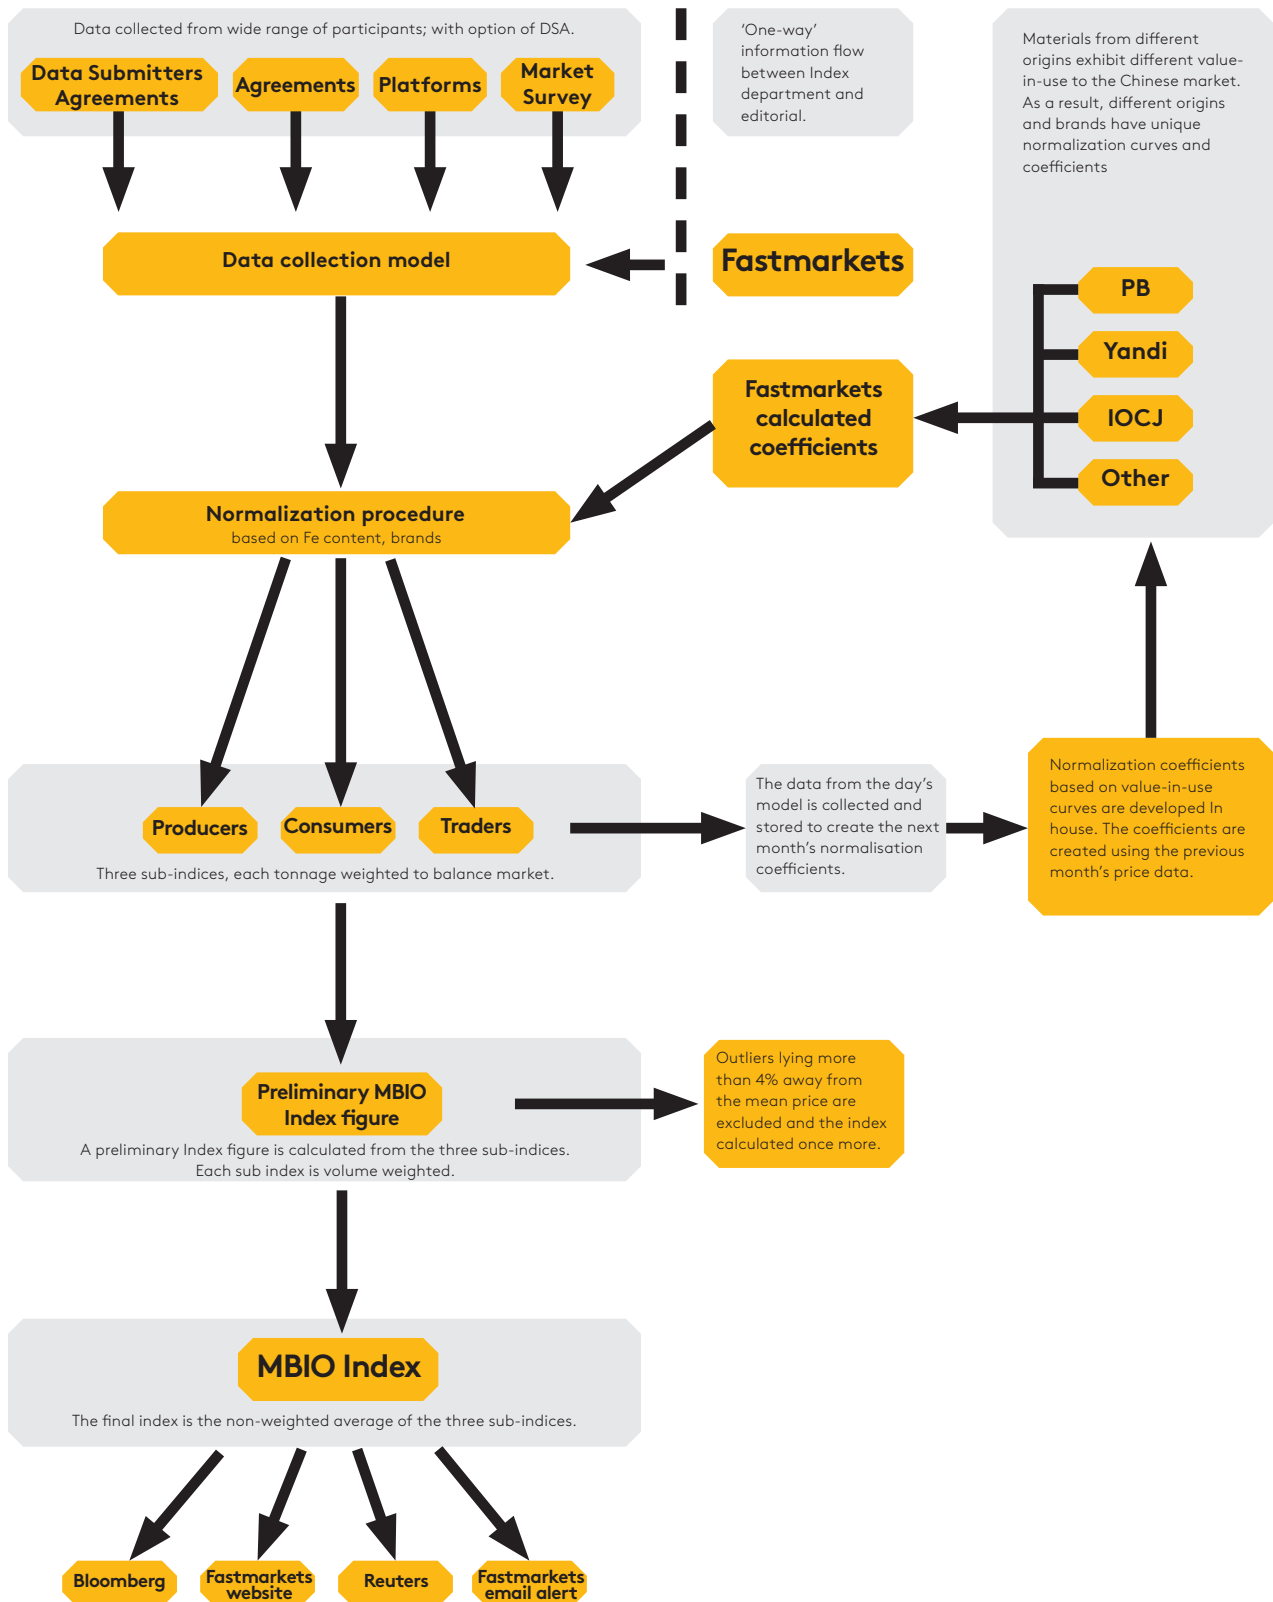 Data collected from wide range of participants; with option of DSA.
Data Submitters
Agreements
Agreements
Platforms
Market
Survey
‘One-way’
information flow
between Index
department and
editorial.
Materials from different
origins exhibit different value-
in-use to the Chinese market.
As a result, different origins
and brands have unique
normalization curves and
coefficients
Data collection model
Fastmarkets
PB
Yandi
IOCJ
Other
Fastmarkets
calculated
coefficients
Normalization procedure
based on Fe content, brands
Producers
Consumers
Traders
Three sub-indices, each tonnage weighted to balance market.
The data from the day’s
model is collected and
stored to create the next
month’s normalisation
coefficients.
Normalization coefficients
based on value-in-use
curves are developed In
house. The coefficients are
created using the previous
month’s price data.
Preliminary MBIO
Index figure
A preliminary Index figure is calculated from the three sub-indices.
Each sub index is volume weighted.
Outliers lying more
than 4% away from
the mean price are
excluded and the index
calculated once more.
MBIO Index
The final index is the non-weighted average of the three sub-indices.
Bloomberg
Fastmarkets
website
Reuters
Fastmarkets
email alert